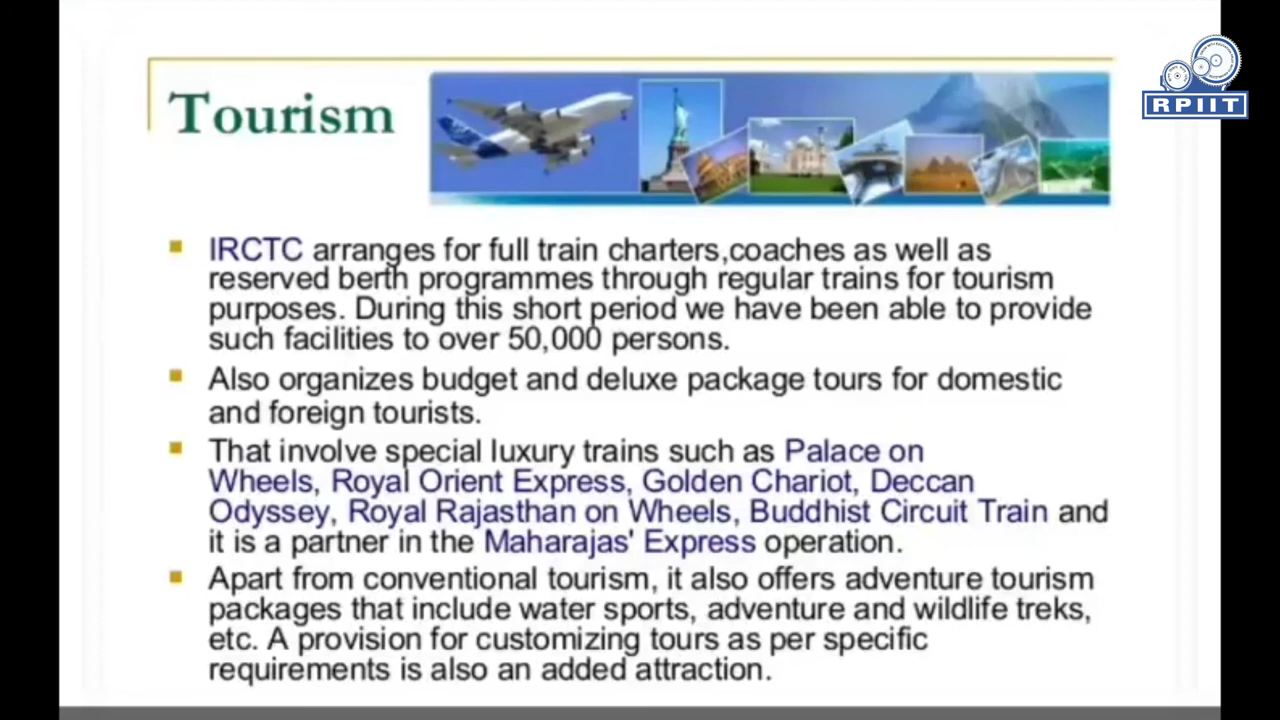 RPIIT
Tourism
IRCTC arranges for full train charters,coaches as well as
reserved berth programmes through regular trains for tourism
purposes. During this short period we have been able to provide
such facilities to over 50,000 persons.
Also organizes budget and deluxe package tours for domestic
and foreign tourists.
That involve special luxury trains such as Palace on
Wheels, Royal Orient Express, Golden Chariot, Deccan
Odyssey, Royal Rajasthan on Wheels, Buddhist Circuit Train and
it is a partner in the Maharajas' Express operation.
Apart from conventional tourism, it also offers adventure tourism
packages that include water sports, adventure and wildlife treks,
etc. A provision for customizing tours as per specific
requirements is also an added attraction.